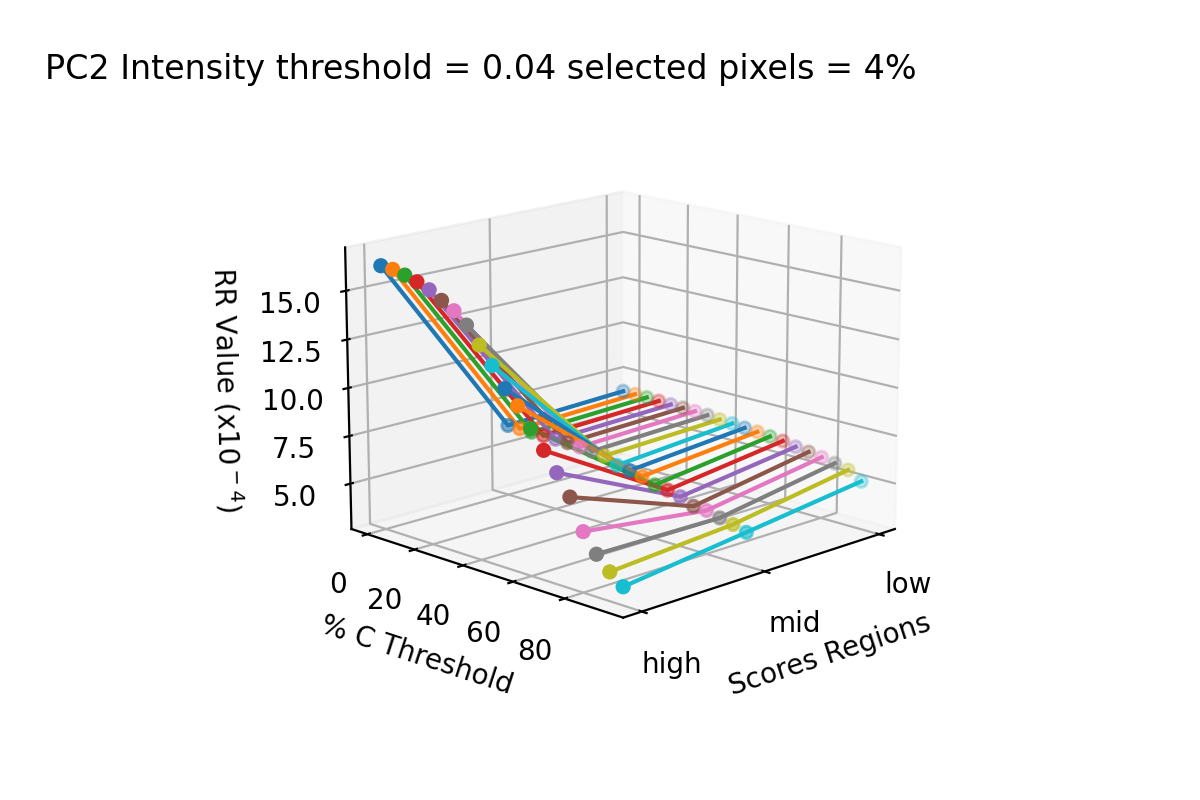 PC2 Intensity threshold = 0.04 selected pixels = 4%
RR Value (x10⁻⁴)
15.0
12.5
10.0
7.5
5.0
0
20
40
60
80
% C Threshold
high
mid
low
Scores Regions